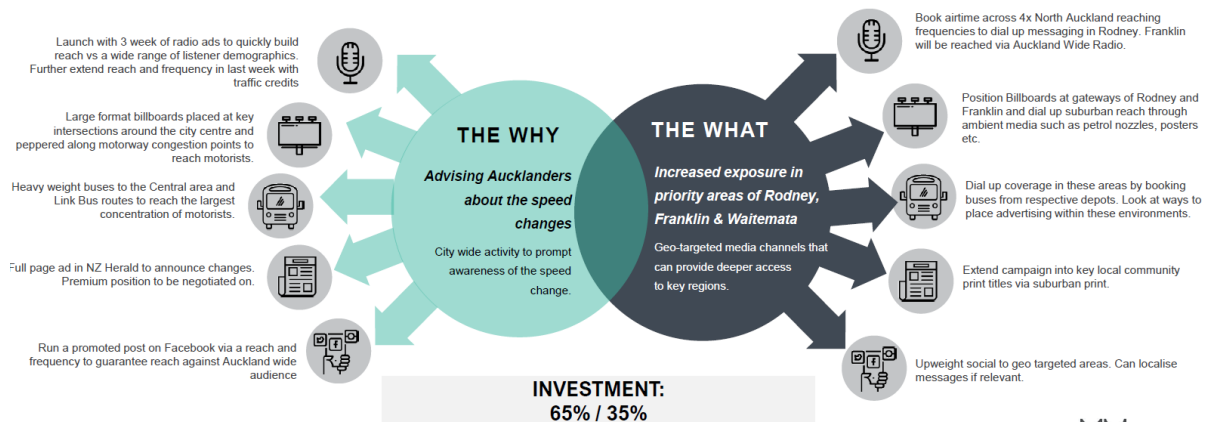 Launch with 3 week of radio ads to quickly build
reach vs a wide range of listener demographics.
Further extend reach and frequency in last week with
traffic credits
Large format billboards placed at key
intersections around the city centre and
peppered along motorway congestion points to
reach motorists.
Heavy weight buses to the Central area and
Link Bus routes to reach the largest
concentration of motorists.
Full page ad in NZ Herald to announce changes.
Premium position to be negotiated on.
Run a promoted post on Facebook via a reach and
frequency to guarantee reach against Auckland wide
audience
THE WHY
Advising Aucklanders
about the speed
changes
City wide activity to prompt
awareness of the speed
change.
THE WHAT
Increased exposure in
priority areas of Rodney,
Franklin & Waitemata
Geo-targeted media channels that
can provide deeper access
to key regions.
Book airtime across 4x North Auckland reaching
frequencies to dial up messaging in Rodney. Franklin
will be reached via Auckland Wide Radio.
Position Billboards at gateways of Rodney and
Franklin and dial up suburban reach through
ambient media such as petrol nozzles, posters
etc.
Dial up coverage in these areas by booking
buses from respective depots. Look at ways to
place advertising within these environments.
Extend campaign into key local community
print titles via suburban print.
Upweight social to geo targeted areas. Can localise
messages if relevant.
INVESTMENT:
65% / 35%